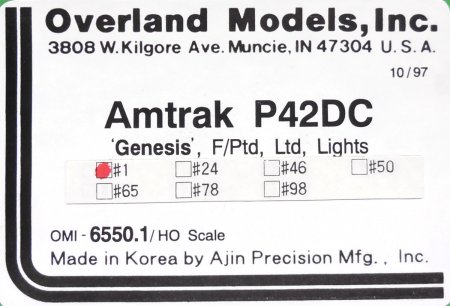 Overland Models, Inc.
3808 W. Kilgore Ave. Muncie, IN 47304 U. S. A.
10/97
Amtrak P42DC
'Genesis', F/Ptd, Ltd, Lights
#1 #24 #46 #50
#65 #78 #98
OMI - 6550.1/ HO Scale
Made in Korea by Ajin Precision Mfg. , Inc.